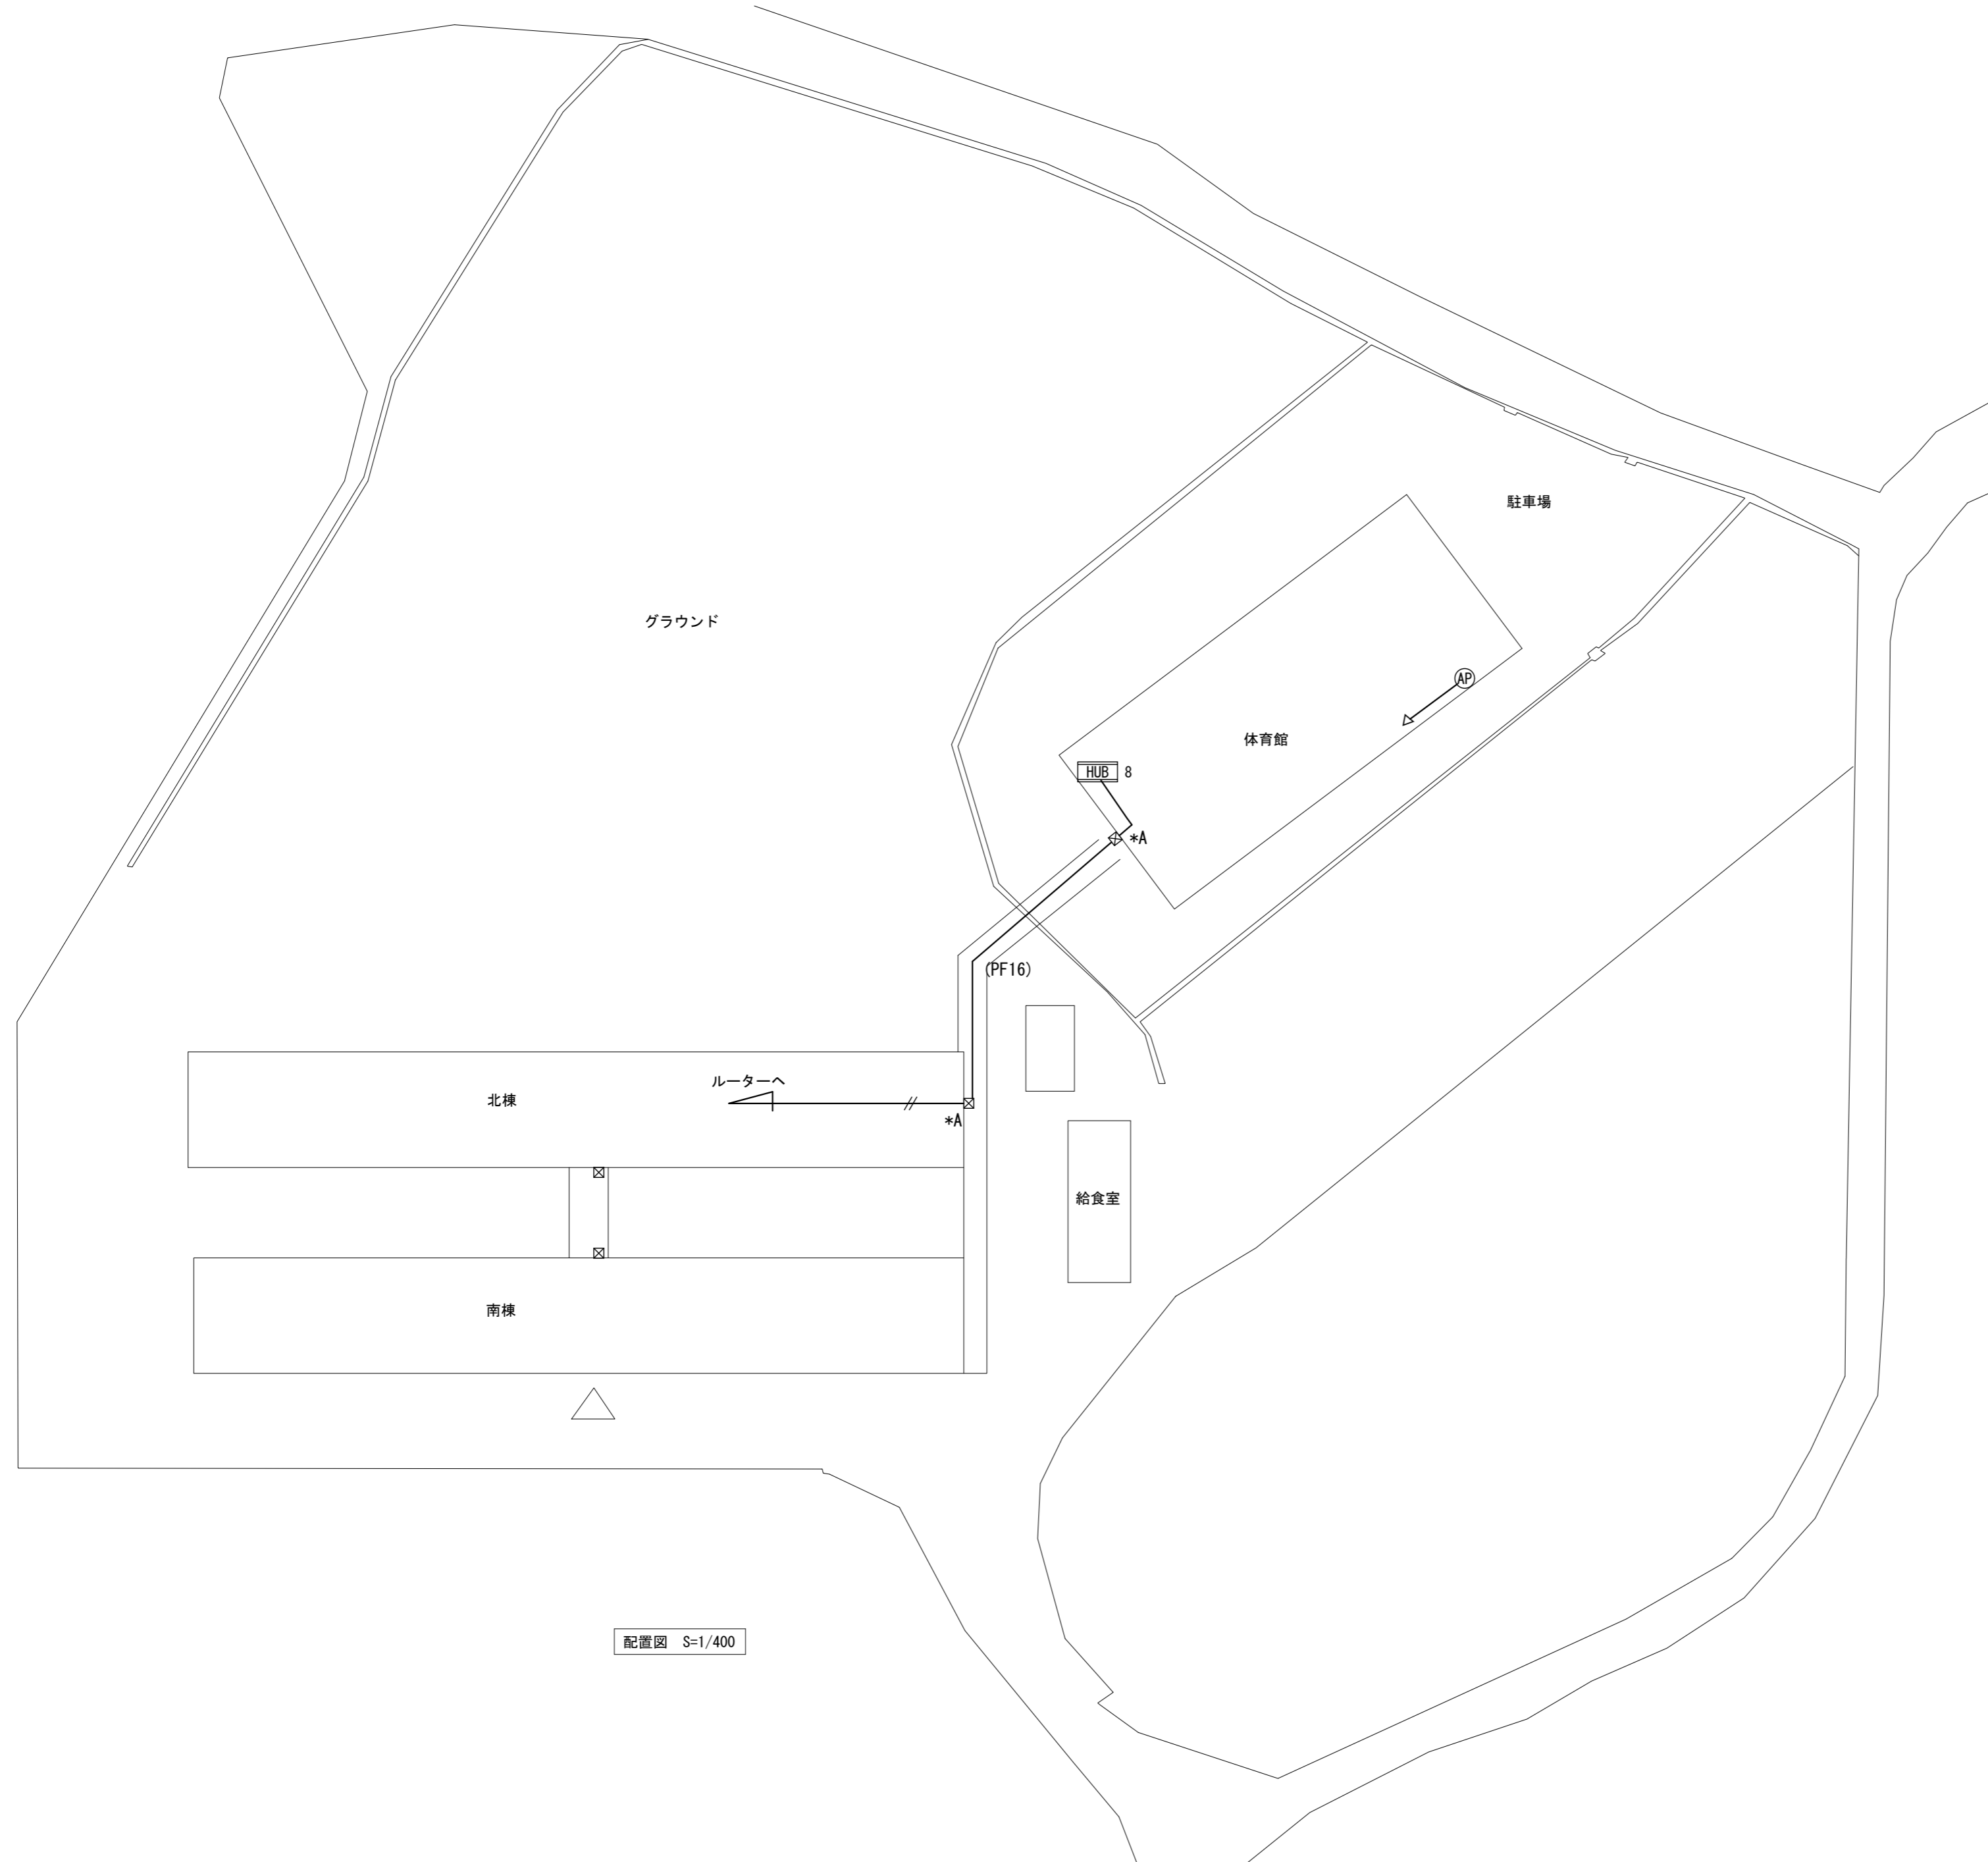 駐車場
グラウンド
AP
体育館
HUB 8
*A
(PF16)
ルーターへ
北棟
*A
給食室
南棟
配置図 S=1/400